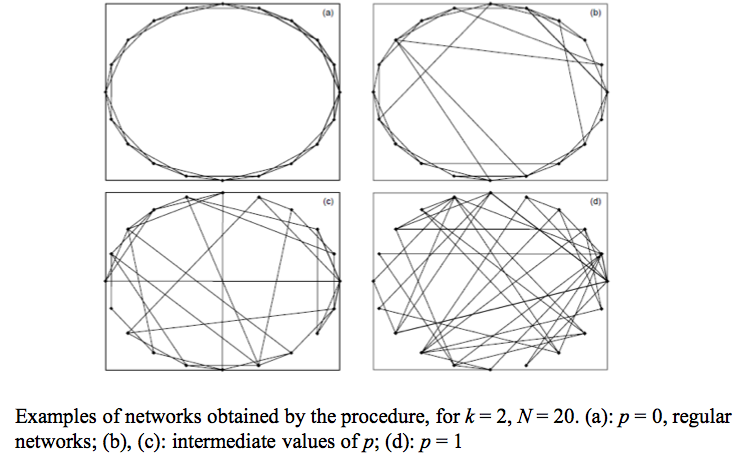 (a)
(b)
(c)
(d)
Examples of networks obtained by the procedure, for k = 2, N = 20. (a): p = 0, regular
networks; (b), (c): intermediate values of p; (d): p = 1